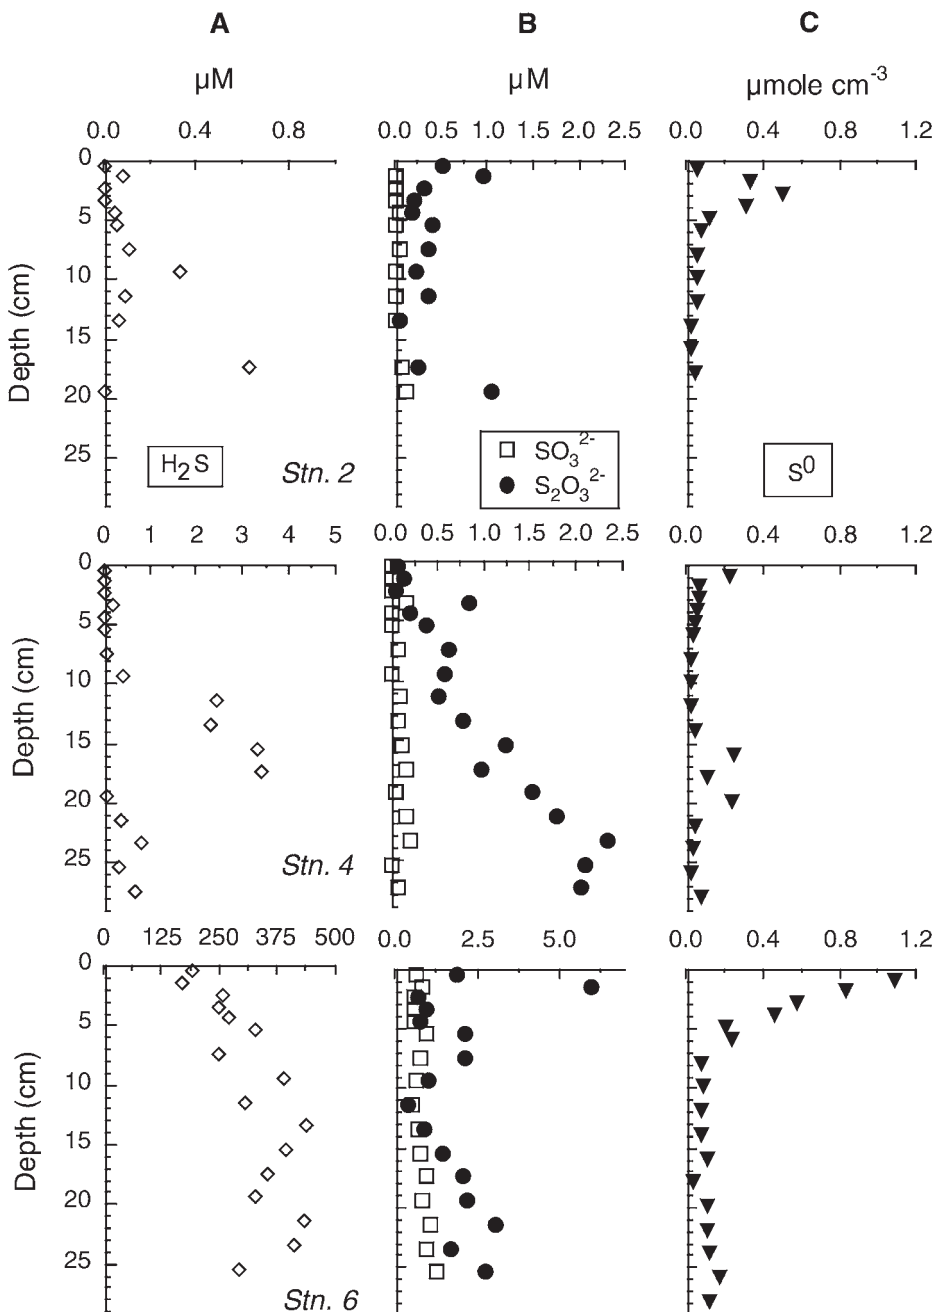 A B C
µM µM µmole cm-3
0.0 0.4 0.8 0.0 0.5 1.0 1.5 2.0 2.5 0.0 0.4 0.8 1.2
0
5
10
15
20
25
Depth (cm)
H2S
Stn. 2
SO32-
S2O32-
S0
0 1 2 3 4 5 0.0 0.5 1.0 1.5 2.0 2.5 0.0 0.4 0.8 1.2
0
5
10
15
20
25
Depth (cm)
Stn. 4
0 125 250 375 500 0.0 2.5 5.0 0.0 0.4 0.8 1.2
0
5
10
15
20
25
Depth (cm)
Stn. 6